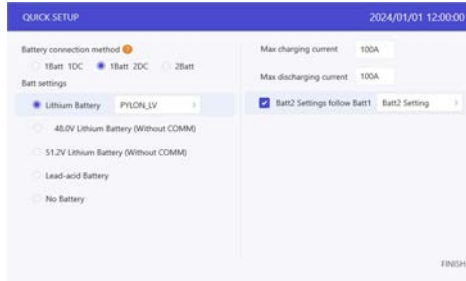 QUICK SETUP
2024/01/01 12:00:00
Battery connection method ?
1Batt 1DC 1Batt 2DC 2Batt
Batt settings
Lithium Battery PYLON_LV >
48.0V Lithium Battery (Without COMM)
51.2V Lithium Battery (Without COMM)
Lead-acid Battery
No Battery
Max charging current 100A
Max discharging current 100A
Batt2 Settings follow Batt1 Batt2 Setting >
FINISH